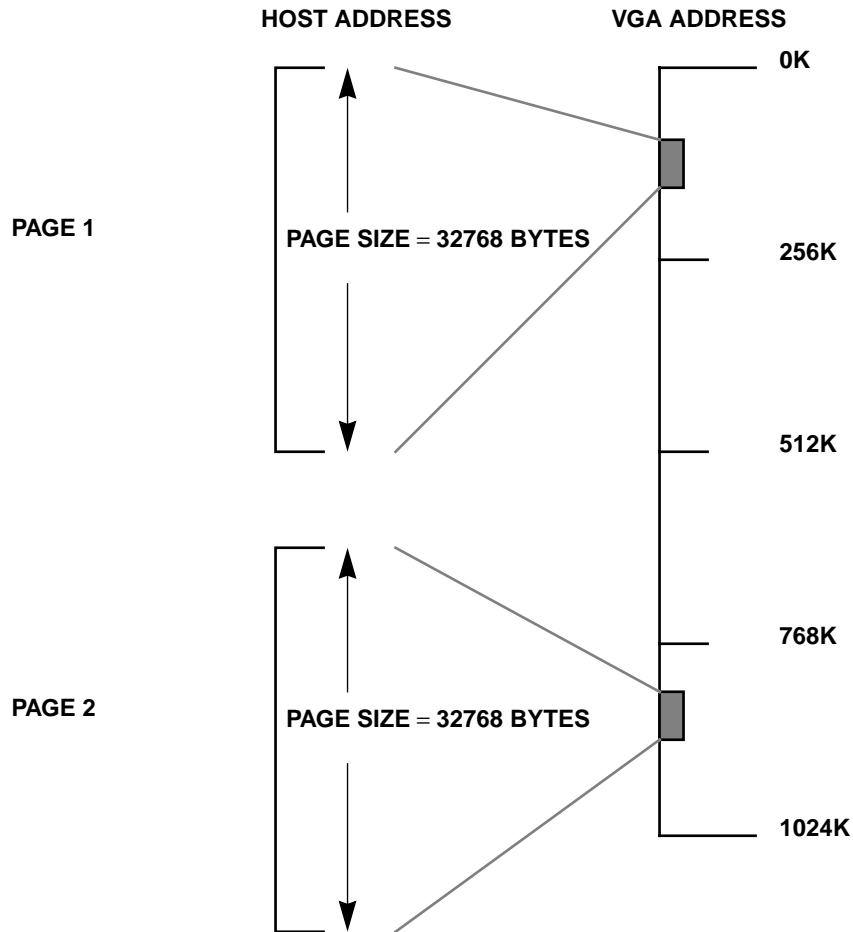 HOST ADDRESS
VGA ADDRESS
0K
PAGE 1
PAGE SIZE = 32768 BYTES
256K
512K
768K
PAGE 2
PAGE SIZE = 32768 BYTES
1024K